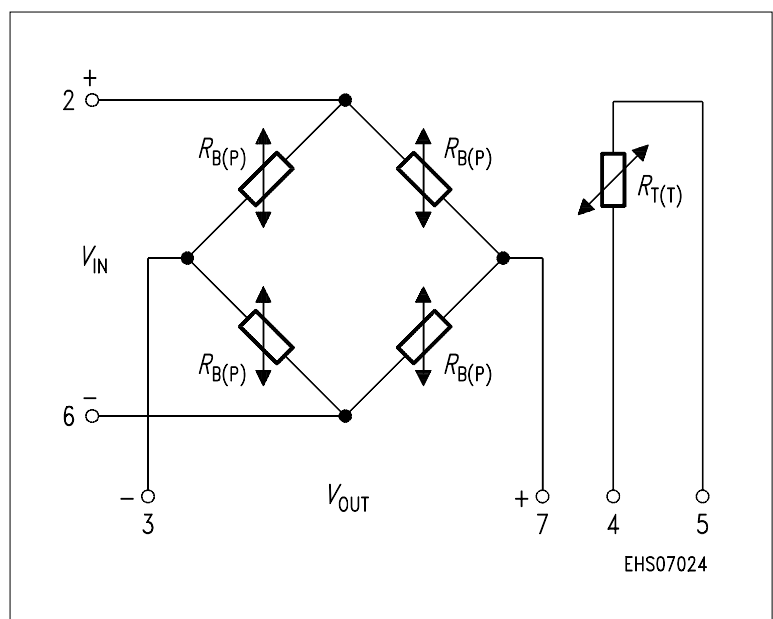 +
2
R_B(P) R_B(P)
R_T(T)
V_IN
R_B(P) R_B(P)
−
6
− V_OUT +
3 7 4 5
EHS07024